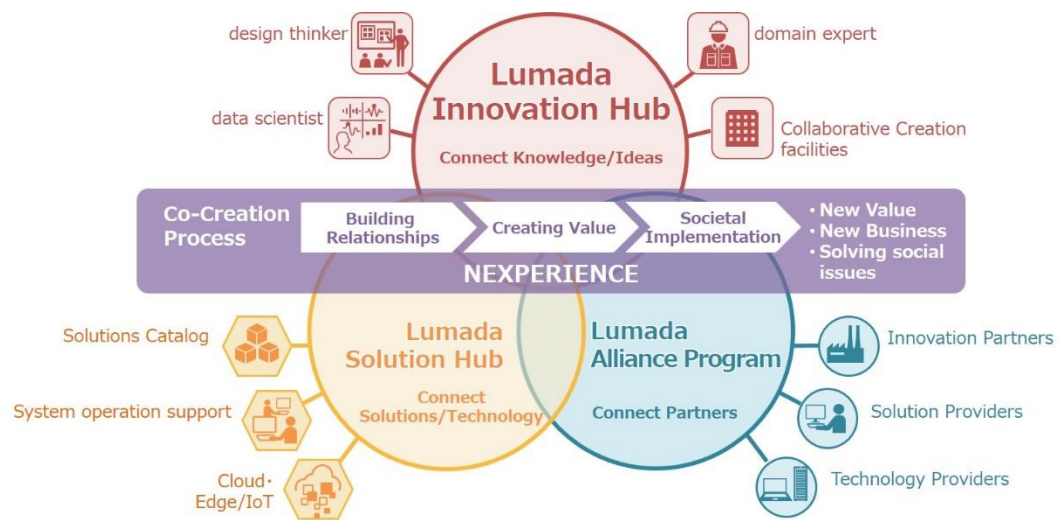 design thinker
domain expert
Lumada
Innovation Hub
data scientist
Collaborative Creation
facilities
Connect Knowledge/Ideas
Co-Creation
Process
Building
Relationships
Creating Value
Societal
Implementation
・New Value
・New Business
・Solving social
issues
NEXPERIENCE
Solutions Catalog
Lumada
Solution Hub
Connect
Solutions/Technology
System operation support
Cloud・
Edge/IoT
Lumada
Alliance Program
Connect Partners
Innovation Partners
Solution Providers
Technology Providers